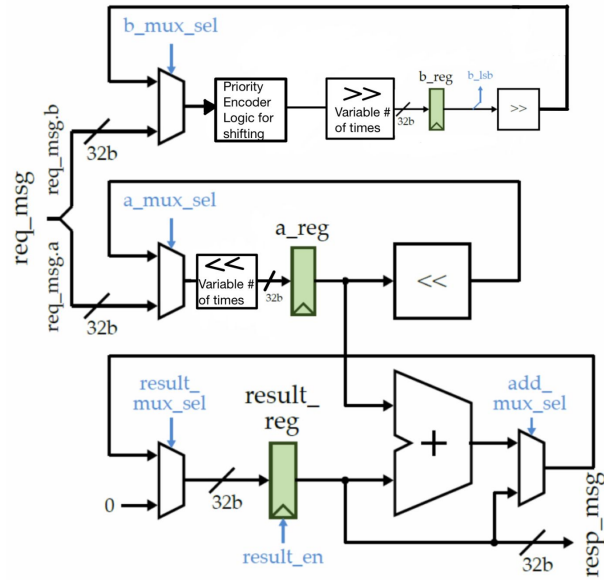 b_mux_sel
Priority
Encoder
Logic for
shifting
>>
Variable #
of times
32b
b_reg
b_lsb
>>
req_msg.b
32b
req_msg
a_mux_sel
a_reg
<<
Variable #
of times
32b
<<
req_msg.a
32b
result_
mux_sel
result_
reg
add_
mux_sel
+
0
32b
result_en
32b
resp_msg